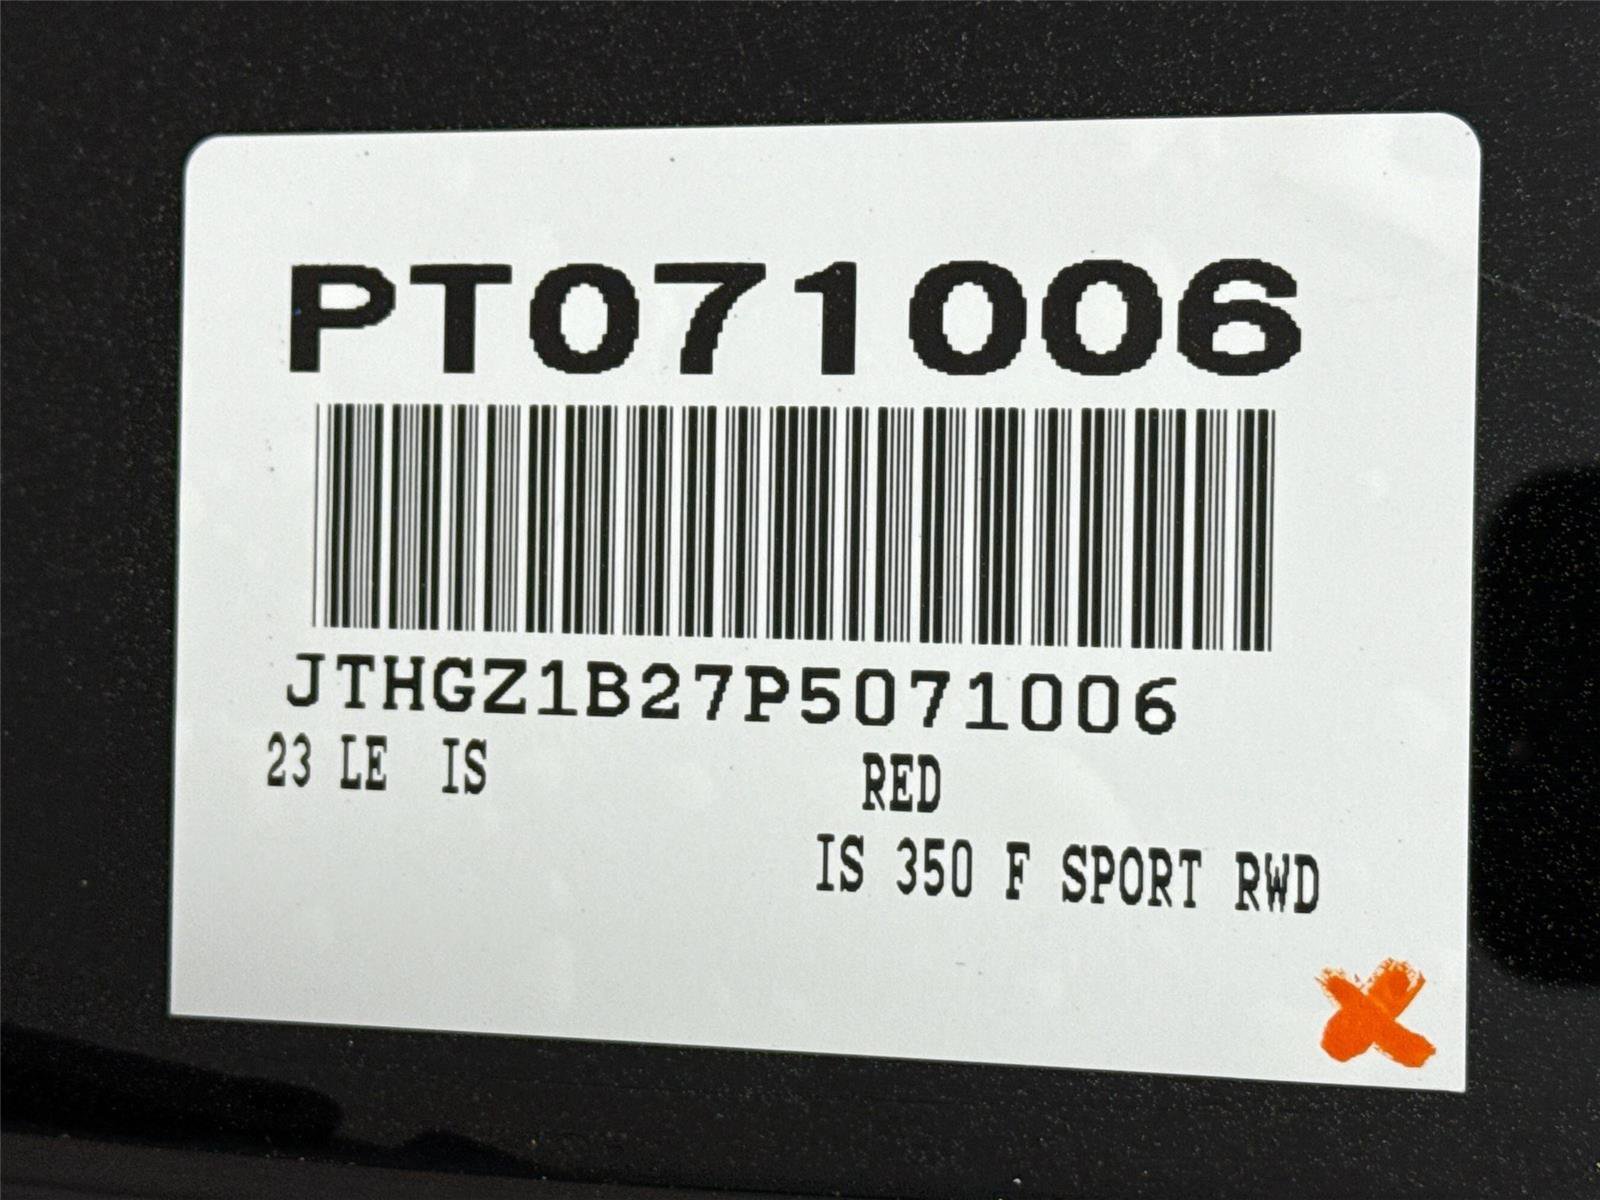 PT071006
JTHGZ1B27P5071006
23 LE IS RED
IS 350 F SPORT RWD